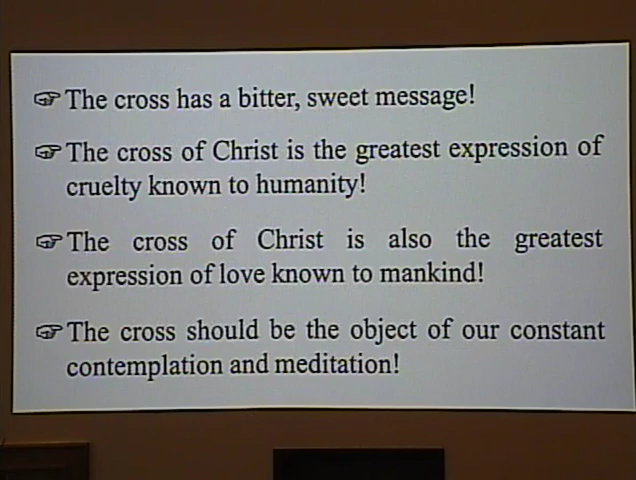 ☞ The cross has a bitter, sweet message!
☞ The cross of Christ is the greatest expression of
cruelty known to humanity!
☞ The cross of Christ is also the greatest
expression of love known to mankind!
☞ The cross should be the object of our constant
contemplation and meditation!